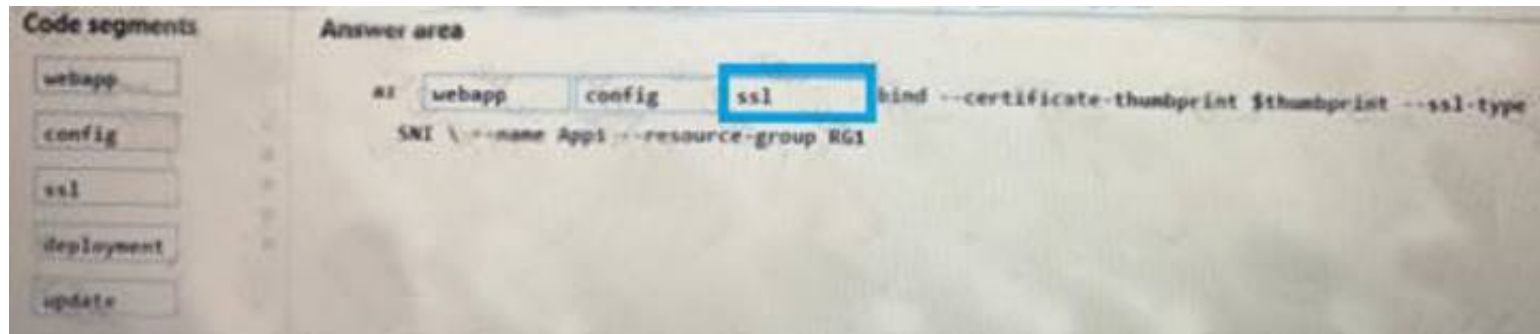 Code segments
webapp
config
ssl
deployment
update
Answer area
az webapp config ssl bind --certificate-thumbprint $thumbprint --ssl-type
SNI \ --name App1 --resource-group RG1